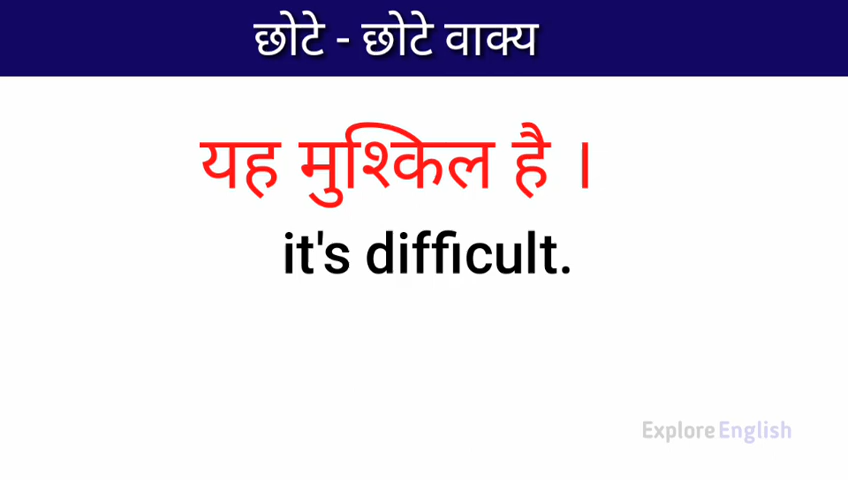 छोटे - छोटे वाक्य
यह मुश्किल है ।
it's difficult.
Explore English